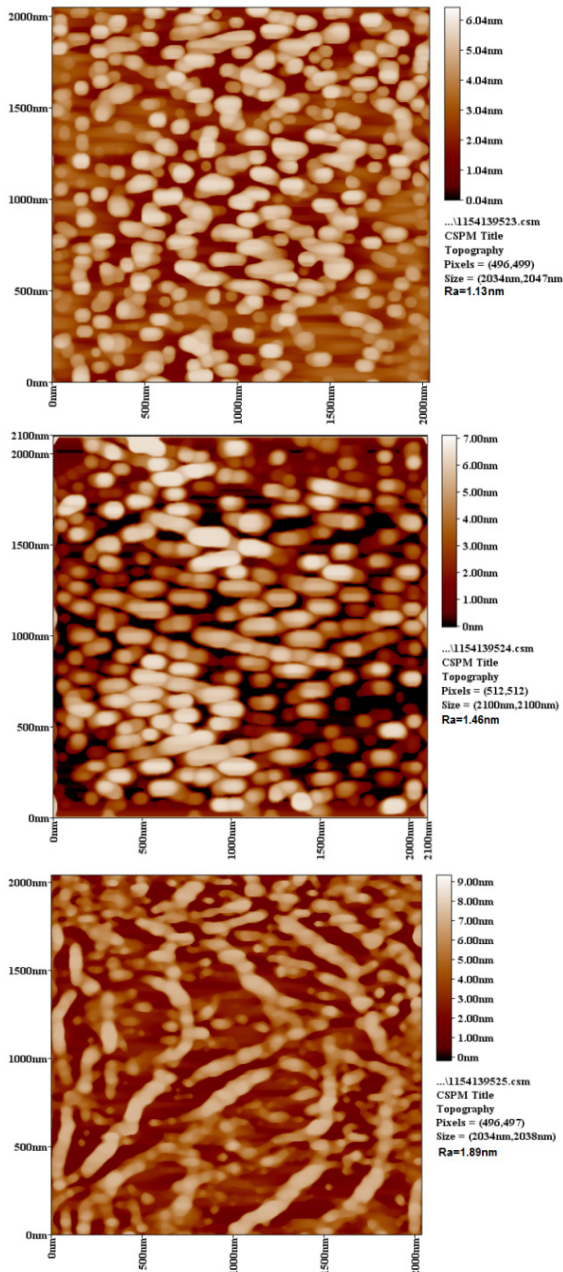 2000nm
1500nm
1000nm
500nm
0nm
0nm
500nm
1000nm
1500nm
2000nm
6.04nm
5.04nm
4.04nm
3.04nm
2.04nm
1.04nm
0.04nm
...\1154139523.csm
CSPM Title
Topography
Pixels = (496,499)
Size = (2034nm,2047nm
Ra=1.13nm
2100nm
2000nm
1500nm
1000nm
500nm
0nm
0nm
500nm
1000nm
1500nm
2000nm
2100nm
7.00nm
6.00nm
5.00nm
4.00nm
3.00nm
2.00nm
1.00nm
0nm
...\1154139524.csm
CSPM Title
Topography
Pixels = (512,512)
Size = (2100nm,2100nm)
Ra=1.46nm
2000nm
1500nm
1000nm
500nm
0nm
0nm
500nm
1000nm
1500nm
2000nm
9.00nm
8.00nm
7.00nm
6.00nm
5.00nm
4.00nm
3.00nm
2.00nm
1.00nm
0nm
...\1154139525.csm
CSPM Title
Topography
Pixels = (496,497)
Size = (2034nm,2038nm)
Ra=1.89nm